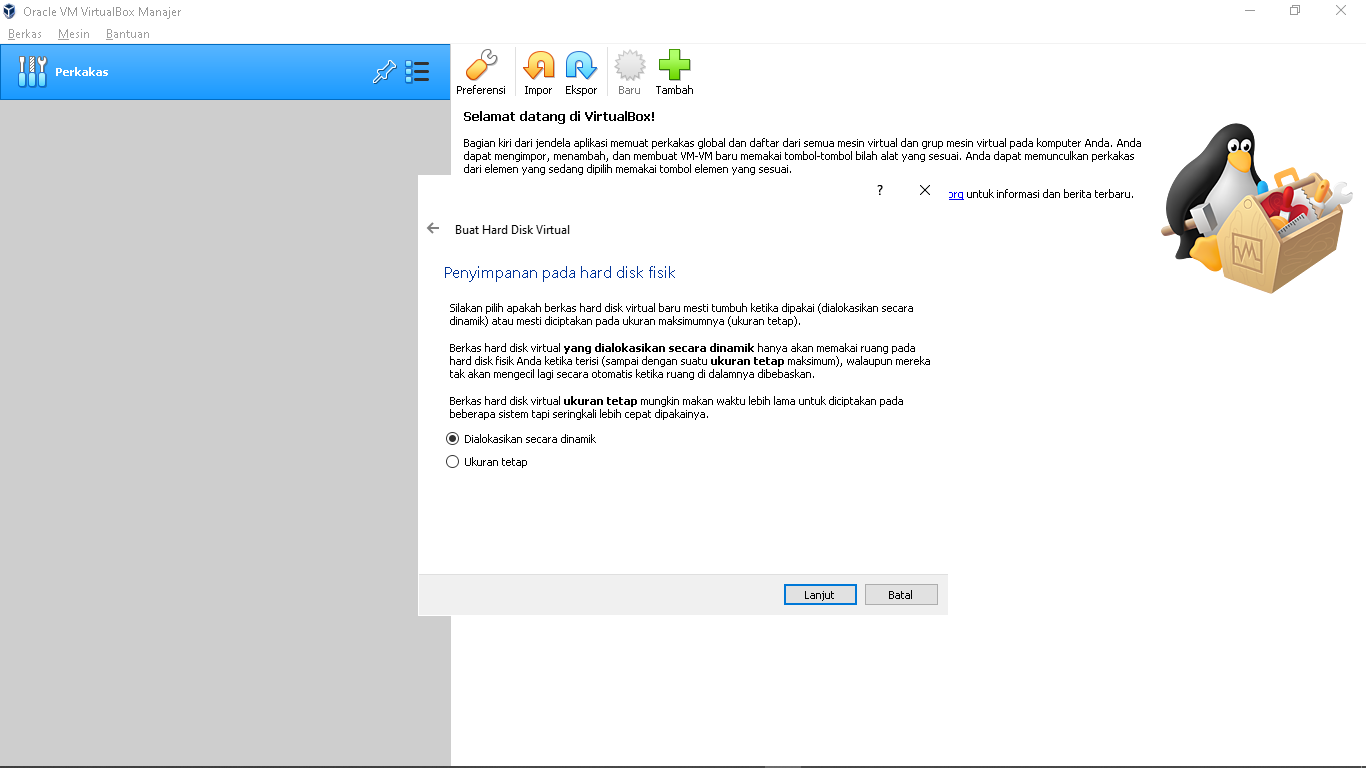 Oracle VM VirtualBox Manajer
Berkas Mesin Bantuan
Perkakas
Preferensi Impor Ekspor Baru Tambah
Selamat datang di VirtualBox!
Bagian kiri dari jendela aplikasi memuat perkakas global dan daftar dari semua mesin virtual dan grup mesin virtual pada komputer Anda. Anda
dapat mengimpor, menambah, dan membuat VM-VM baru memakai tombol-tombol bilah alat yang sesuai. Anda dapat memunculkan perkakas
dari elemen yang sedang dipilih memakai tombol elemen yang sesuai.
org untuk informasi dan berita terbaru.
?
Buat Hard Disk Virtual
Penyimpanan pada hard disk fisik
Silakan pilih apakah berkas hard disk virtual baru mesti tumbuh ketika dipakai (dialokasikan secara
dinamik) atau mesti diciptakan pada ukuran maksimumnya (ukuran tetap).
Berkas hard disk virtual yang dialokasikan secara dinamik hanya akan memakai ruang pada
hard disk fisik Anda ketika terisi (sampai dengan suatu ukuran tetap maksimum), walaupun mereka
tak akan mengecil lagi secara otomatis ketika ruang di dalamnya dibebaskan.
Berkas hard disk virtual ukuran tetap mungkin makan waktu lebih lama untuk diciptakan pada
beberapa sistem tapi seringkali lebih cepat dipakainya.
Dialokasikan secara dinamik
Ukuran tetap
Lanjut Batal